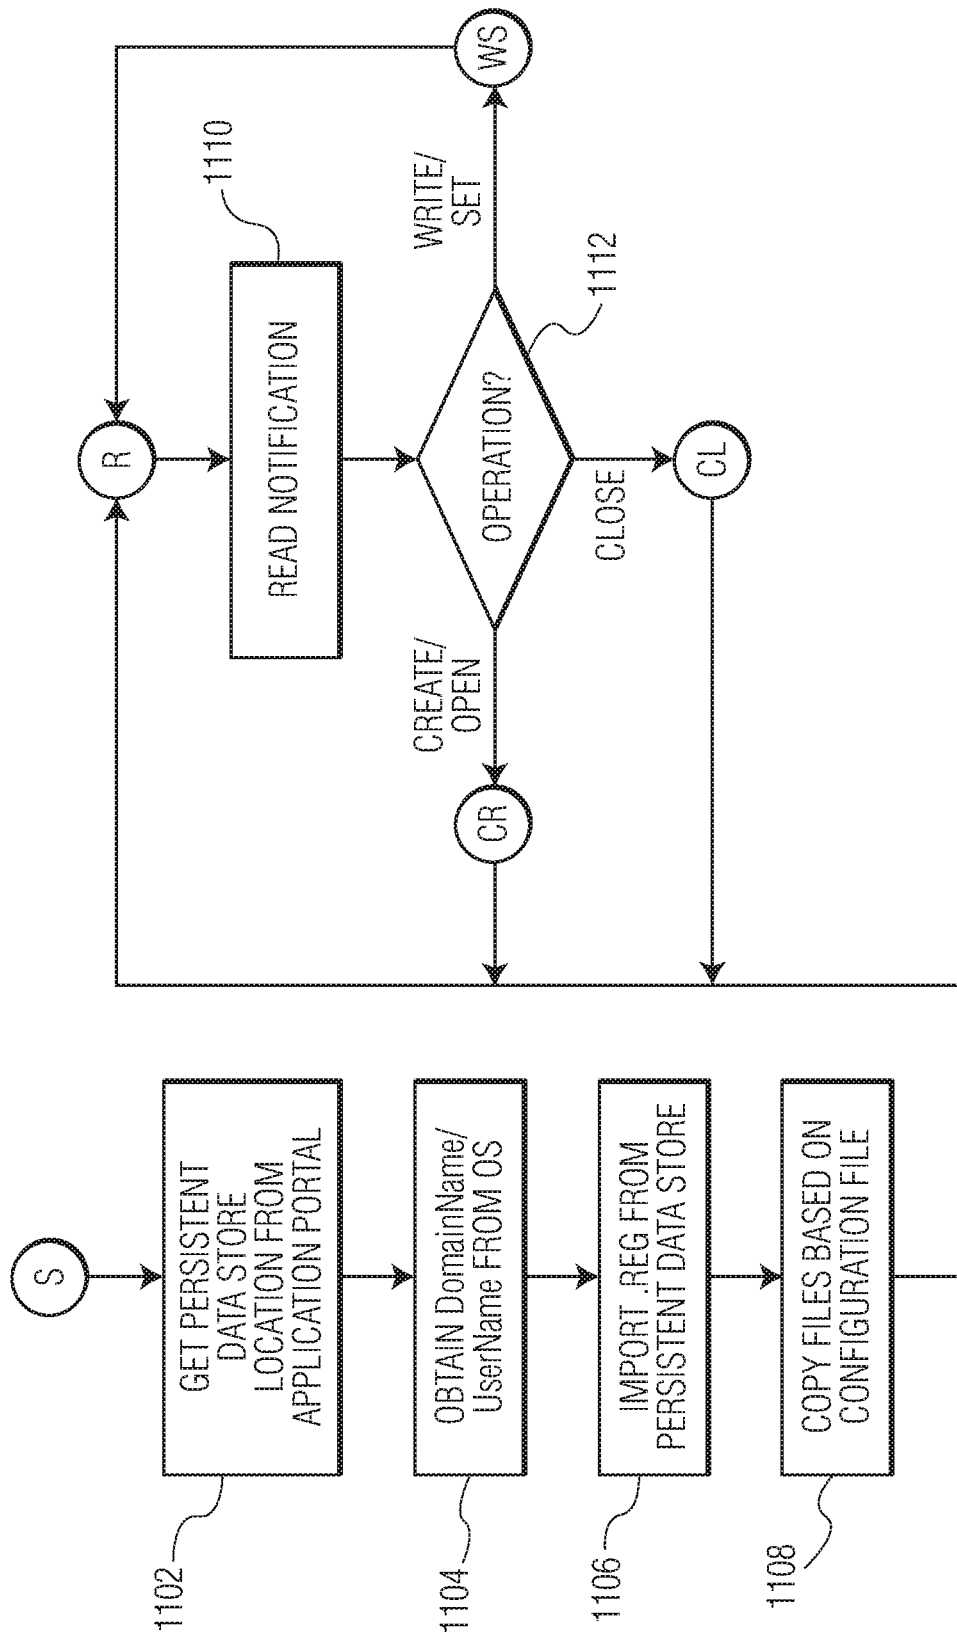 S
GET PERSISTENT
DATA STORE
LOCATION FROM
APPLICATION PORTAL
1102
OBTAIN DomainName/
UserName FROM OS
1104
IMPORT .REG FROM
PERSISTENT DATA STORE
1106
COPY FILES BASED ON
CONFIGURATION FILE
1108
R
READ NOTIFICATION
1110
OPERATION?
1112
CREATE/
OPEN
CR
WRITE/
SET
WS
CLOSE
CL